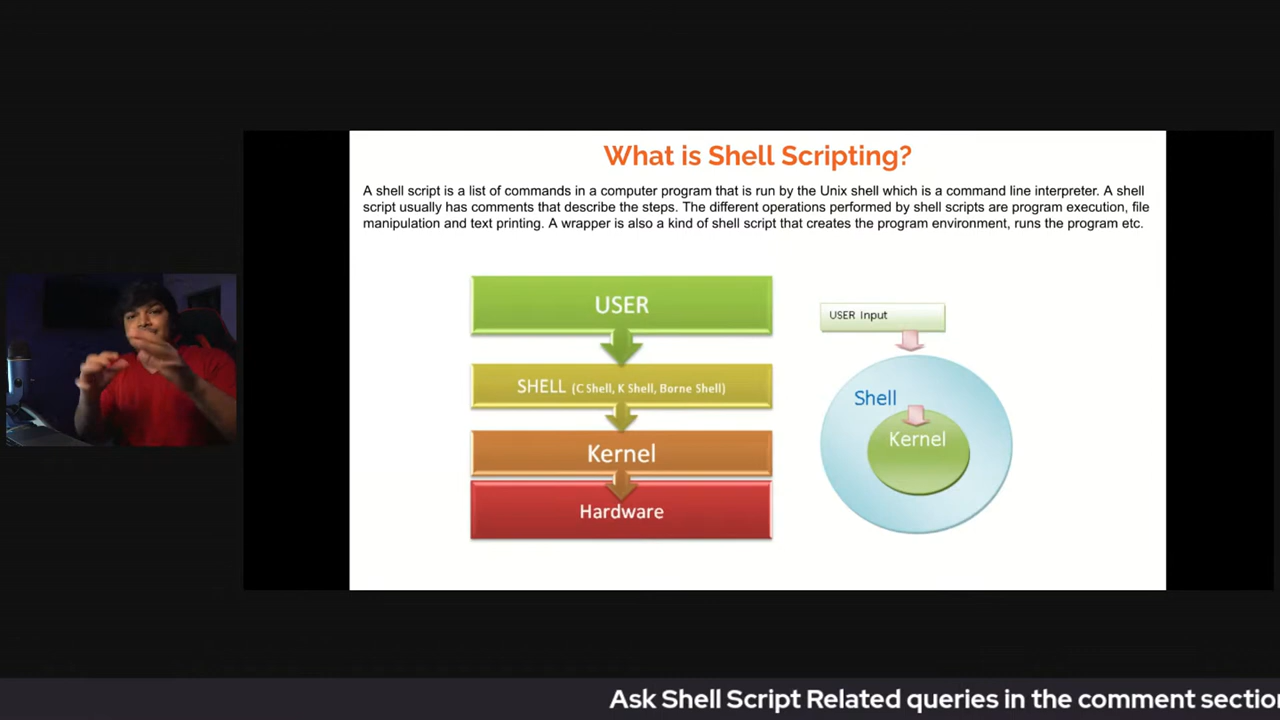 What is Shell Scripting?
A shell script is a list of commands in a computer program that is run by the Unix shell which is a command line interpreter. A shell
script usually has comments that describe the steps. The different operations performed by shell scripts are program execution, file
manipulation and text printing. A wrapper is also a kind of shell script that creates the program environment, runs the program etc.
USER
SHELL (C Shell, K Shell, Borne Shell)
Kernel
Hardware
USER Input
Shell
Kernel
Ask Shell Script Related queries in the comment sectio